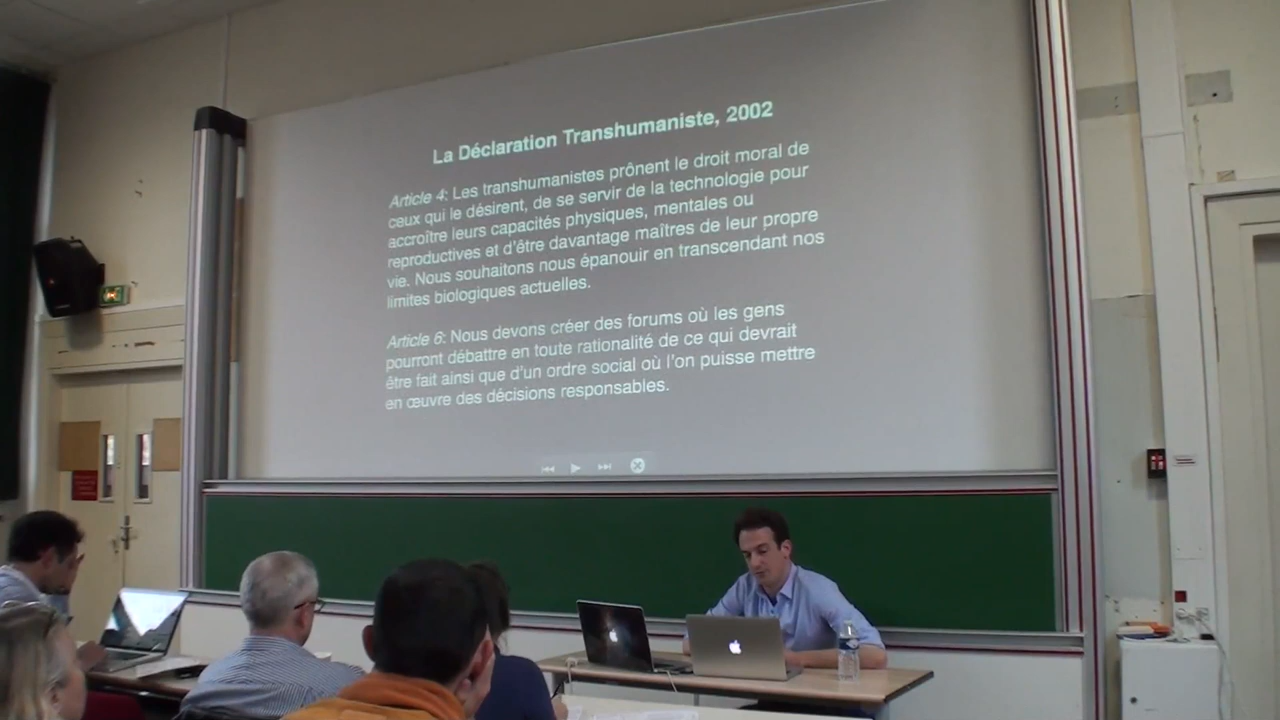 La Déclaration Transhumaniste, 2002
Article 4: Les transhumanistes prônent le droit moral de
ceux qui le désirent, de se servir de la technologie pour
accroître leurs capacités physiques, mentales ou
reproductives et d'être davantage maîtres de leur propre
vie. Nous souhaitons nous épanouir en transcendant nos
limites biologiques actuelles.
Article 6: Nous devons créer des forums où les gens
pourront débattre en toute rationalité de ce qui devrait
être fait ainsi que d'un ordre social où l'on puisse mettre
en œuvre des décisions responsables.